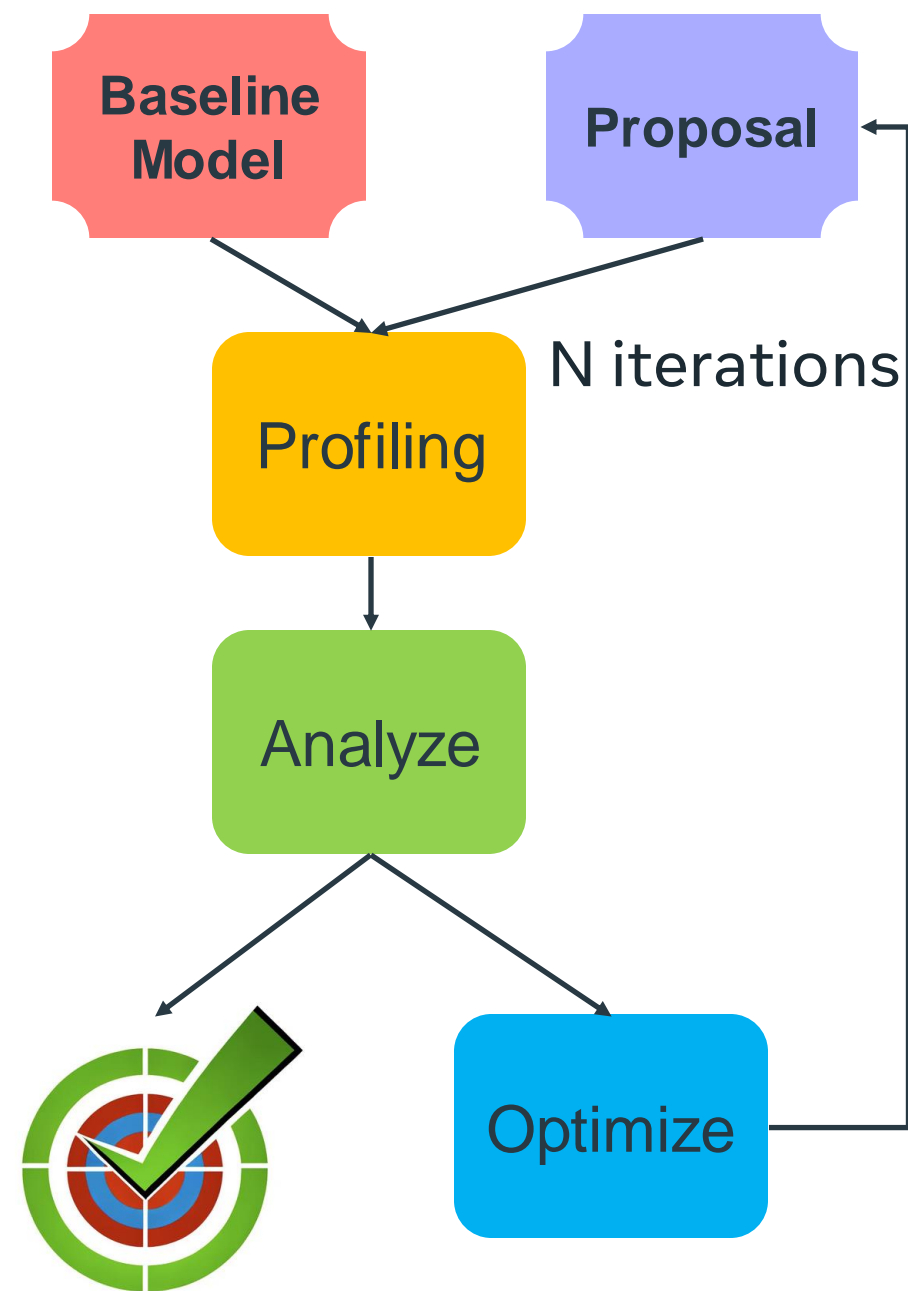 Baseline
Model
Proposal
N iterations
Profiling
Analyze
Optimize